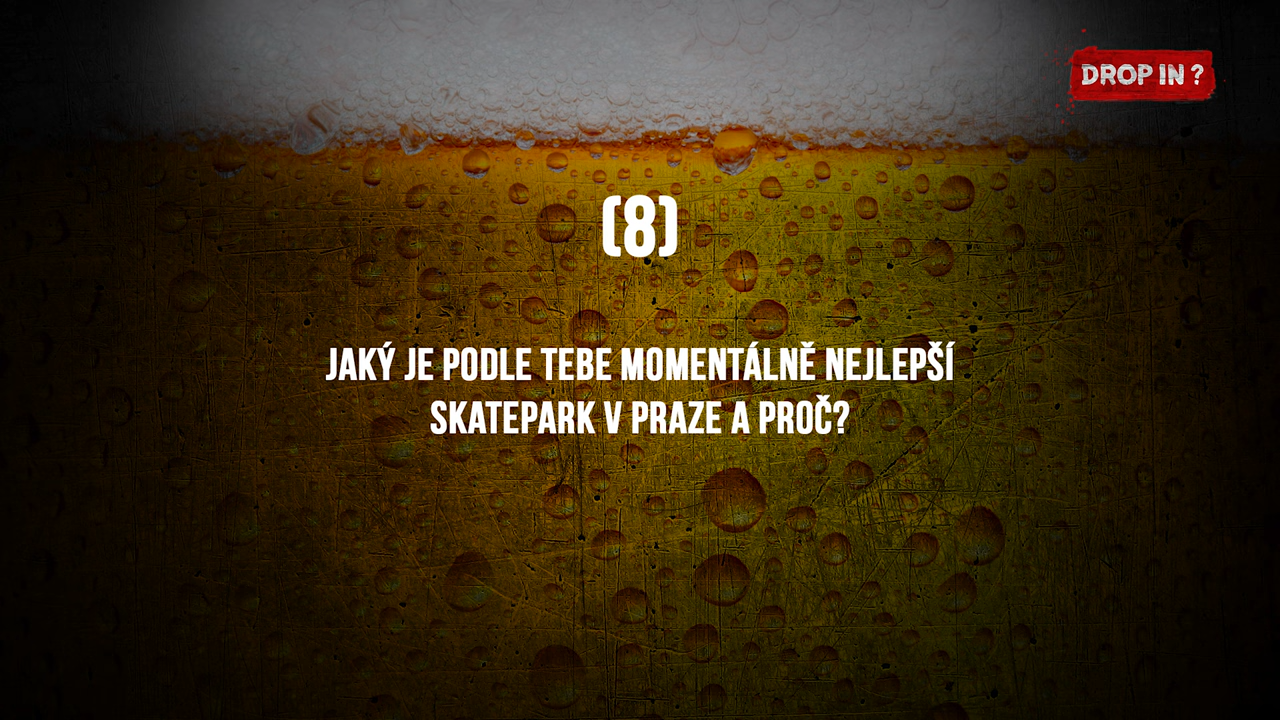 DROP IN ?
(8)
JAKÝ JE PODLE TEBE MOMENTÁLNĚ NEJLEPŠÍ
SKATEPARK V PRAZE A PROČ?